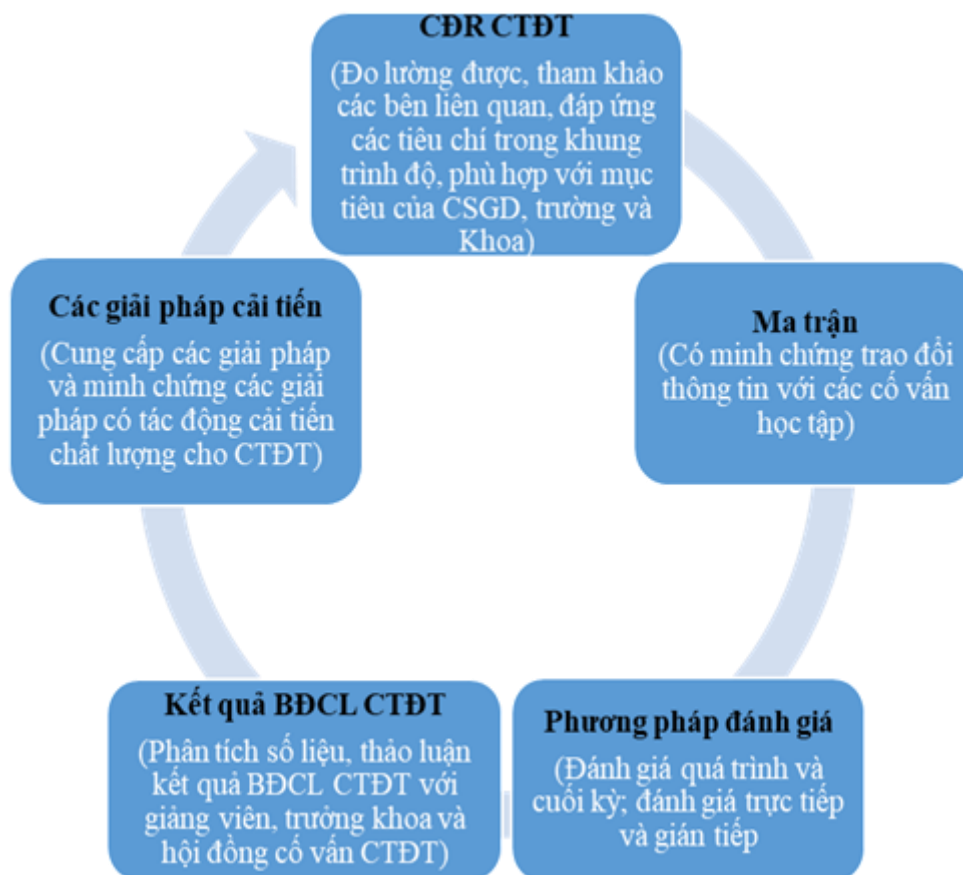 CĐR CTĐT
(Đo lường được, tham khảo
các bên liên quan, đáp ứng
các tiêu chí trong khung
trình độ, phù hợp với mục
tiêu của CSGD, trường và
Khoa)
Ma trận
(Có minh chứng trao đổi
thông tin với các cố vấn
học tập)
Phương pháp đánh giá
(Đánh giá quá trình và
cuối kỳ; đánh giá trực tiếp
và gián tiếp
Kết quả BĐCL CTĐT
(Phân tích số liệu, thảo luận
kết quả BĐCL CTĐT với
giảng viên, trưởng khoa và
hội đồng cố vấn CTĐT)
Các giải pháp cải tiến
(Cung cấp các giải pháp
và minh chứng các giải
pháp có tác động cải tiến
chất lượng cho CTĐT)